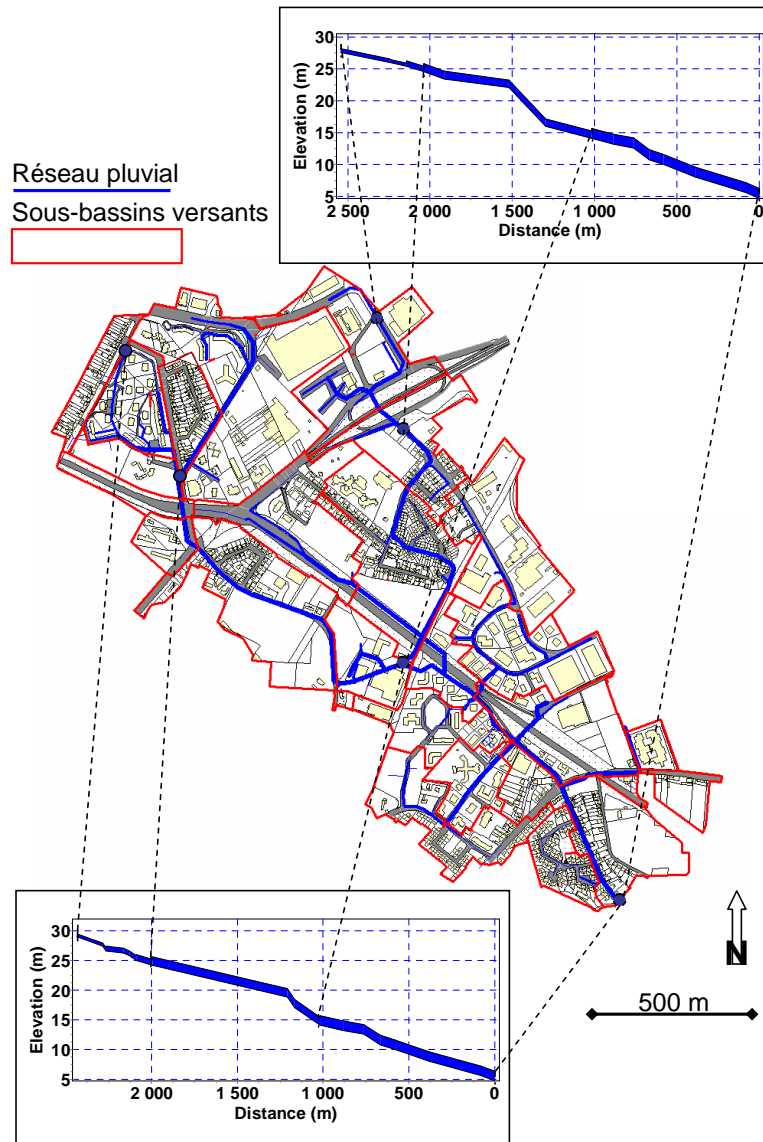 30
25
20
15
10
5
Elevation (m)
2 500
2 000
1 500
1 000
500
0
Distance (m)
Réseau pluvial
Sous-bassins versants
N
500 m
30
25
20
15
10
5
Elevation (m)
2 000
1 500
1 000
500
0
Distance (m)